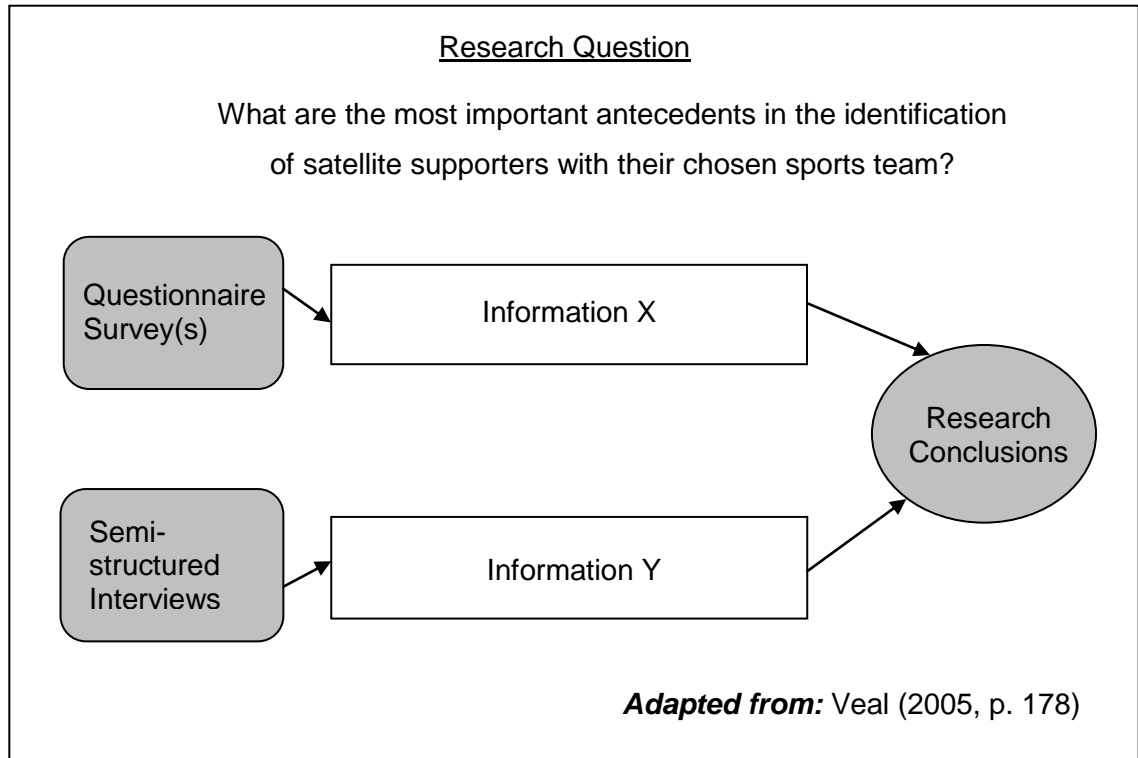 Research Question
What are the most important antecedents in the identification
of satellite supporters with their chosen sports team?
Questionnaire
Survey(s)
Information X
Research
Conclusions
Semi-
structured
Interviews
Information Y
Adapted from: Veal (2005, p. 178)